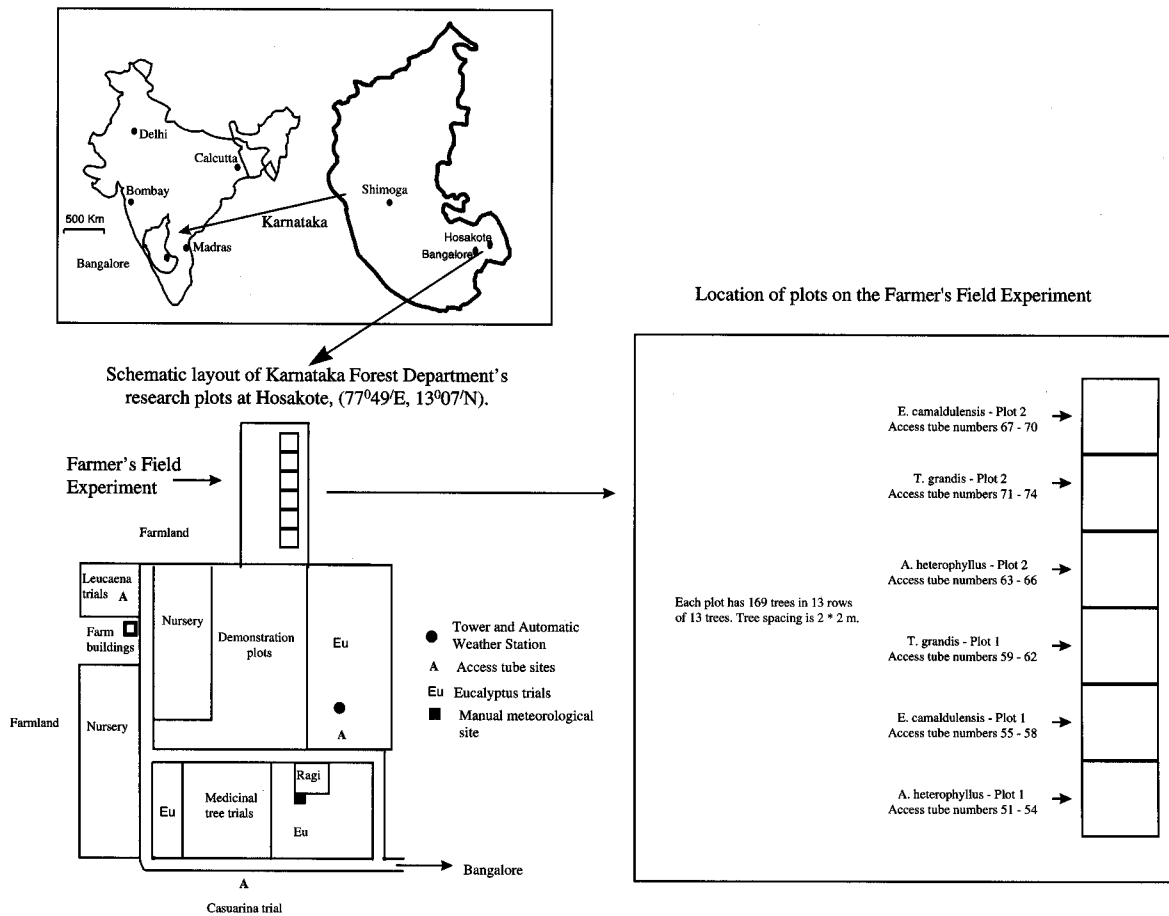 Delhi
Calcutta
Bombay
500 Km
Madras
Bangalore
Karnataka
Shimoga
Hosakote
Bangalore
Schematic layout of Karnataka Forest Department's
research plots at Hosakote, (77⁰49/E, 13⁰07/N).
Farmer's Field
Experiment
Farmland
Leucaena
trials A
Farm
buildings
Nursery
Demonstration
plots
Eu
A
Farmland
Nursery
Eu
Medicinal
tree trials
Ragi
Eu
Bangalore
A
Casuarina trial
Tower and Automatic
Weather Station
A Access tube sites
Eu Eucalyptus trials
Manual meteorological
site
Location of plots on the Farmer's Field Experiment
Each plot has 169 trees in 13 rows
of 13 trees. Tree spacing is 2 * 2 m.
E. camaldulensis - Plot 2
Access tube numbers 67 - 70
T. grandis - Plot 2
Access tube numbers 71 - 74
A. heterophyllus - Plot 2
Access tube numbers 63 - 66
T. grandis - Plot 1
Access tube numbers 59 - 62
E. camaldulensis - Plot 1
Access tube numbers 55 - 58
A. heterophyllus - Plot 1
Access tube numbers 51 - 54